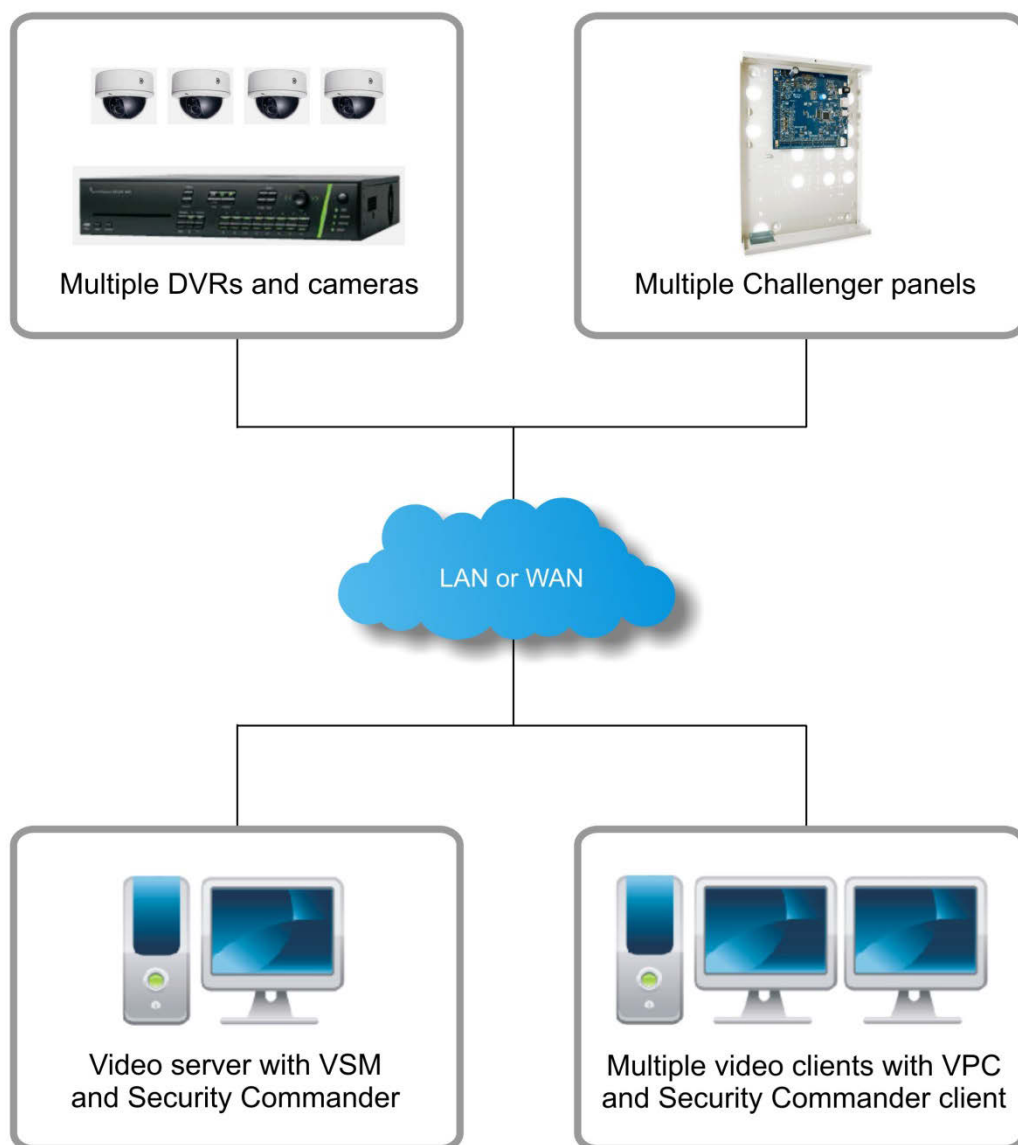 Multiple DVRs and cameras
Multiple Challenger panels
LAN or WAN
Video server with VSM
and Security Commander
Multiple video clients with VPC
and Security Commander client